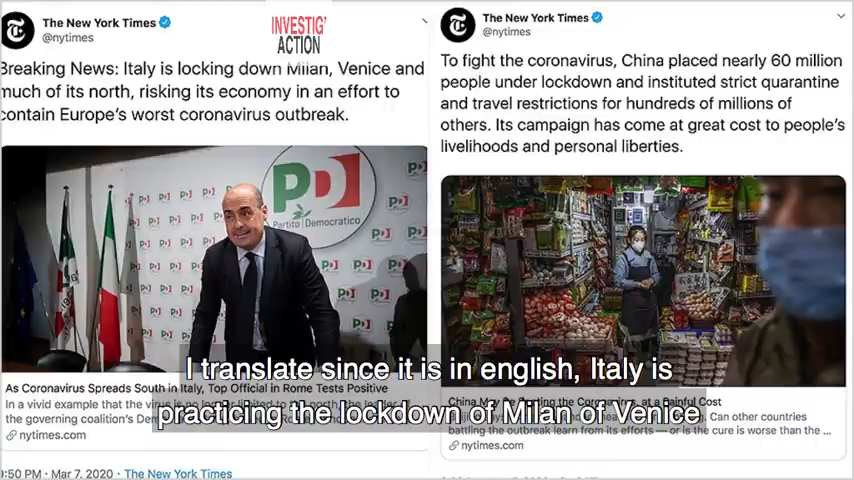 The New York Times
@nytimes
INVESTIG'
ACTION
Breaking News: Italy is locking down Milan, Venice and
much of its north, risking its economy in an effort to
contain Europe's worst coronavirus outbreak.
PD
Partito Democratico
As Coronavirus Spreads South in Italy, Top Official in Rome Tests Positive
In a vivid example that the virus is no
the governing coalition's
nytimes.com
9:50 PM · Mar 7, 2020 · The New York Times
The New York Times
@nytimes
To fight the coronavirus, China placed nearly 60 million
people under lockdown and instituted strict quarantine
and travel restrictions for hundreds of millions of
others. Its campaign has come at great cost to people's
livelihoods and personal liberties.
China May Be Beating the Coronavirus, at a Painful Cost
Can other countries
battling the outbreak learn from its efforts — or is the cure is worse than the ...
nytimes.com
I translate since it is in english, Italy is
practicing the lockdown of Milan of Venice